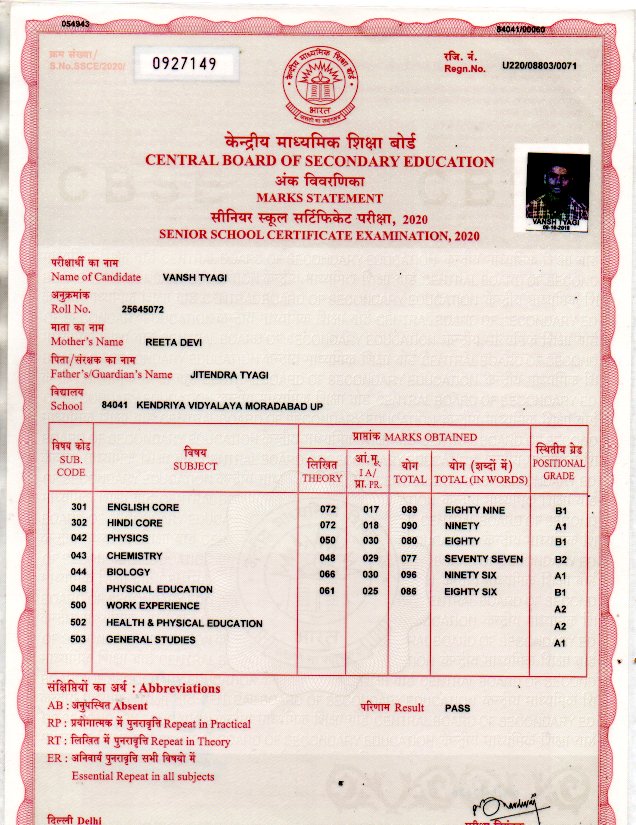 054943
84041/00060
क्रम संख्या/
S.No.SSCE/2020/
0927149
रजि. नं.
Regn.No.
U220/08803/0071
केन्द्रीय माध्यमिक शिक्षा बोर्ड
भारत
केन्द्रीय माध्यमिक शिक्षा बोर्ड
CENTRAL BOARD OF SECONDARY EDUCATION
अंक विवरणिका
MARKS STATEMENT
सीनियर स्कूल सर्टिफिकेट परीक्षा, 2020
SENIOR SCHOOL CERTIFICATE EXAMINATION, 2020
VANSH TYAGI
परीक्षार्थी का नाम
Name of Candidate VANSH TYAGI
अनुक्रमांक
Roll No. 25645072
माता का नाम
Mother's Name REETA DEVI
पिता/संरक्षक का नाम
Father's/Guardian's Name JITENDRA TYAGI
विद्यालय
School 84041 KENDRIYA VIDYALAYA MORADABAD UP
विषय कोड
SUB.
CODE
विषय
SUBJECT
प्राप्तांक MARKS OBTAINED
लिखित
THEORY
आं.मू.
I A/
प्रा. PR.
योग
TOTAL
योग (शब्दों में)
TOTAL (IN WORDS)
स्थितीय ग्रेड
POSITIONAL
GRADE
301 ENGLISH CORE 072 017 089 EIGHTY NINE B1
302 HINDI CORE 072 018 090 NINETY A1
042 PHYSICS 050 030 080 EIGHTY B1
043 CHEMISTRY 048 029 077 SEVENTY SEVEN B2
044 BIOLOGY 066 030 096 NINETY SIX A1
048 PHYSICAL EDUCATION 061 025 086 EIGHTY SIX B1
500 WORK EXPERIENCE A2
502 HEALTH & PHYSICAL EDUCATION A2
503 GENERAL STUDIES A1
संक्षिप्तियों का अर्थ : Abbreviations
AB : अनुपस्थित Absent
परिणाम Result PASS
RP : प्रयोगात्मक में पुनरावृत्ति Repeat in Practical
RT : लिखित में पुनरावृत्ति Repeat in Theory
ER : अनिवार्य पुनरावृत्ति सभी विषयो में
Essential Repeat in all subjects
दिल्ली Delhi